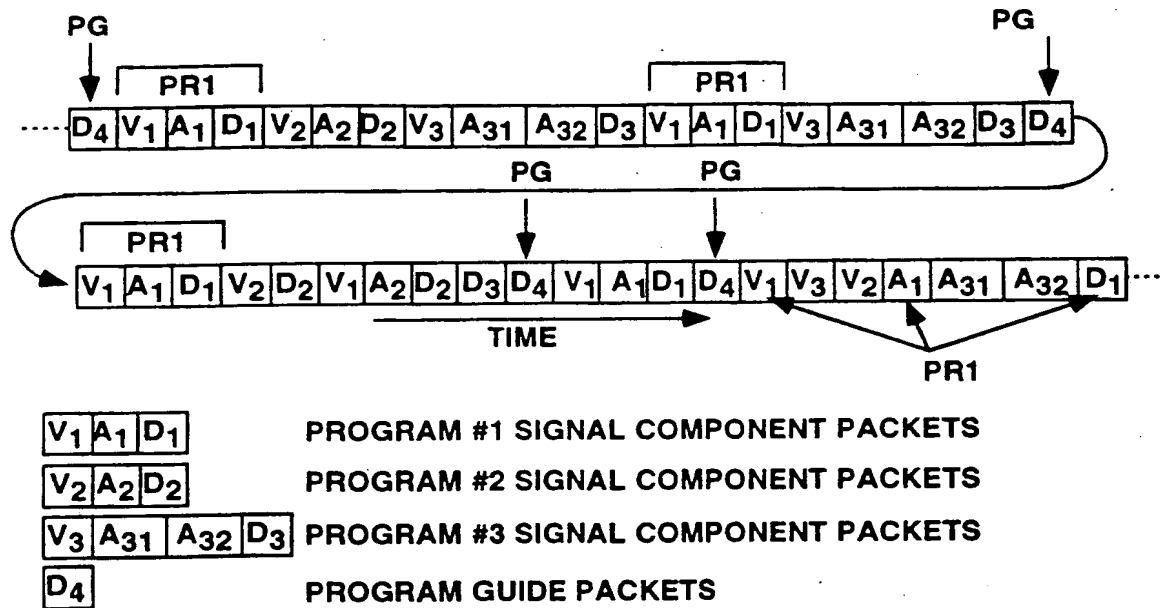 PG PG
PR1 PR1
D4 V1 A1 D1 V2 A2 D2 V3 A31 A32 D3 V1 A1 D1 V3 A31 A32 D3 D4
PG PG
PR1
V1 A1 D1 V2 D2 V1 A2 D2 D3 D4 V1 A1 D1 D4 V1 V3 V2 A1 A31 A32 D1
TIME
PR1
V1 A1 D1 PROGRAM #1 SIGNAL COMPONENT PACKETS
V2 A2 D2 PROGRAM #2 SIGNAL COMPONENT PACKETS
V3 A31 A32 D3 PROGRAM #3 SIGNAL COMPONENT PACKETS
D4 PROGRAM GUIDE PACKETS